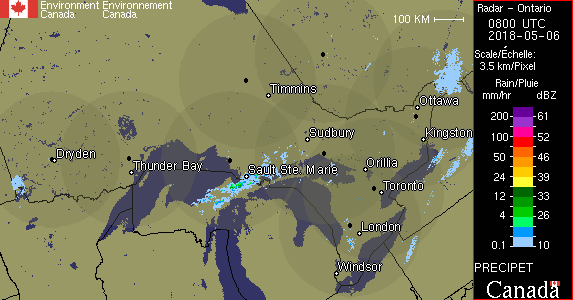 Environment Environnement
Canada Canada
100 KM
Timmins
Ottawa
Sudbury
Kingston
Dryden
Thunder Bay
Sault Ste. Marie
Orillia
Toronto
London
Windsor
Radar - Ontario
0800 UTC
2018-05-06
Scale/Échelle:
3.5 km/Pixel
Rain/Pluie
mm/hr dBZ
200 61
100 52
50 46
24 39
12 33
4 26
0.1 10
PRECIPET
Canada